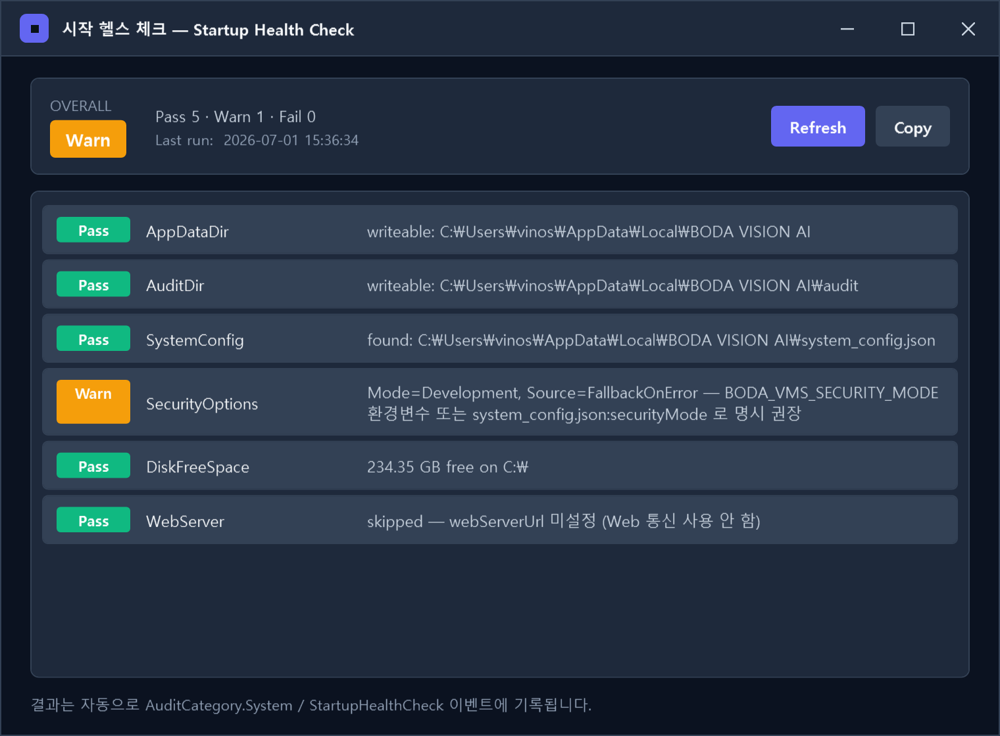 시작 헬스 체크 — Startup Health Check
OVERALL
Warn
Pass 5 · Warn 1 · Fail 0
Last run: 2026-07-01 15:36:34
Refresh
Copy
Pass AppDataDir writeable: C:₩Users₩vinos₩AppData₩Local₩BODA VISION AI
Pass AuditDir writeable: C:₩Users₩vinos₩AppData₩Local₩BODA VISION AI₩audit
Pass SystemConfig found: C:₩Users₩vinos₩AppData₩Local₩BODA VISION AI₩system_config.json
Warn SecurityOptions Mode=Development, Source=FallbackOnError — BODA_VMS_SECURITY_MODE
환경변수 또는 system_config.json:securityMode 로 명시 권장
Pass DiskFreeSpace 234.35 GB free on C:₩
Pass WebServer skipped — webServerUrl 미설정 (Web 통신 사용 안 함)
결과는 자동으로 AuditCategory.System / StartupHealthCheck 이벤트에 기록됩니다.